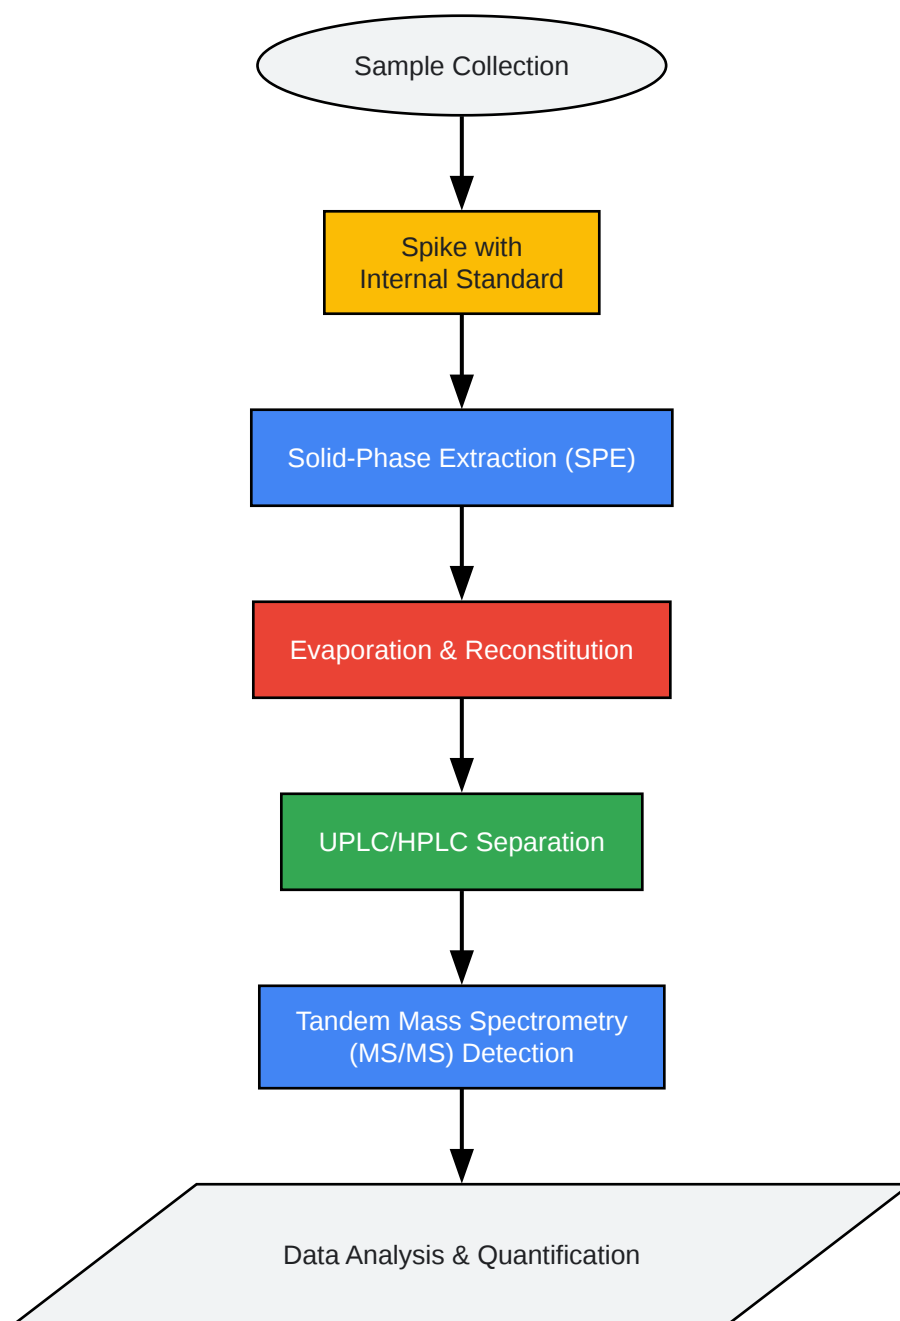 Sample Collection
Spike with
Internal Standard
Solid-Phase Extraction (SPE)
Evaporation & Reconstitution
UPLC/HPLC Separation
Tandem Mass Spectrometry
(MS/MS) Detection
Data Analysis & Quantification